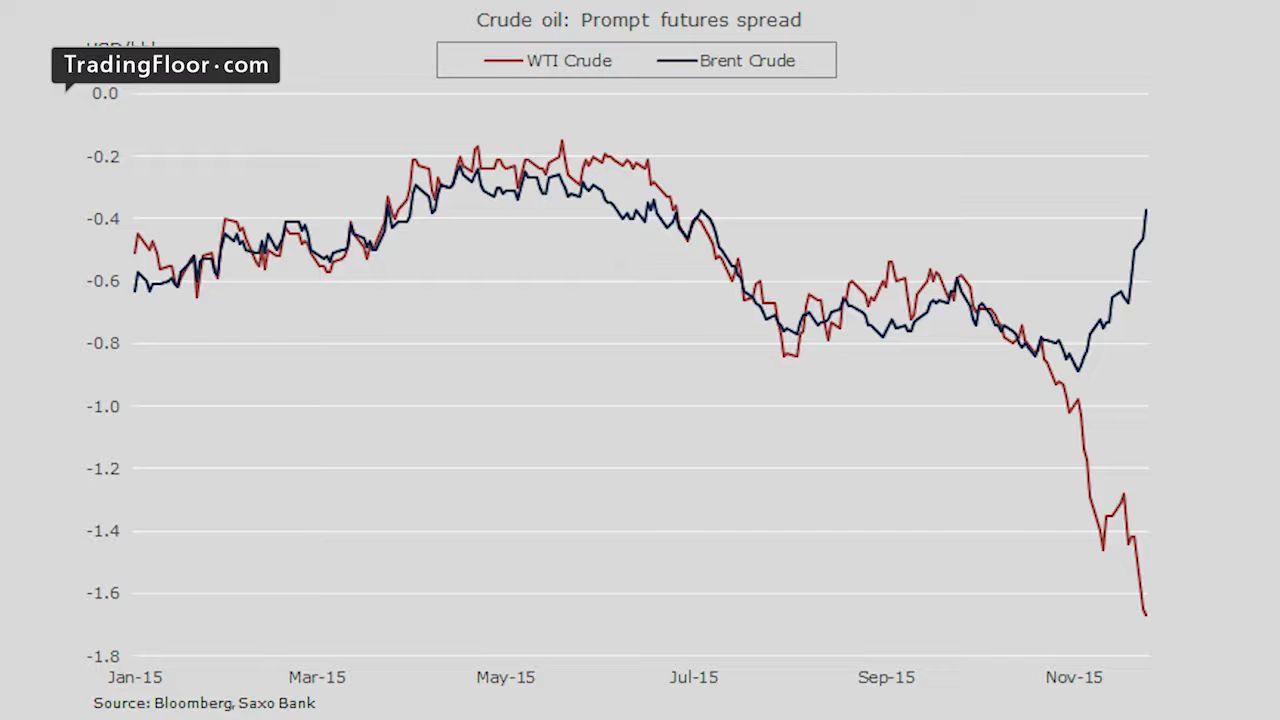 Crude oil: Prompt futures spread
TradingFloor·com
WTI Crude
Brent Crude
0.0
-0.2
-0.4
-0.6
-0.8
-1.0
-1.2
-1.4
-1.6
-1.8
Jan-15 Mar-15 May-15 Jul-15 Sep-15 Nov-15
Source: Bloomberg, Saxo Bank